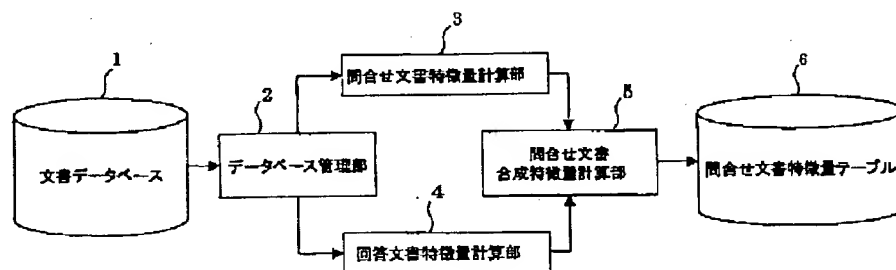 1
文書データベース
2
データベース管理部
3
問合せ文書特徴量計算部
4
回答文書特徴量計算部
5
問合せ文書
合成特徴量計算部
6
問合せ文書特徴量テーブル